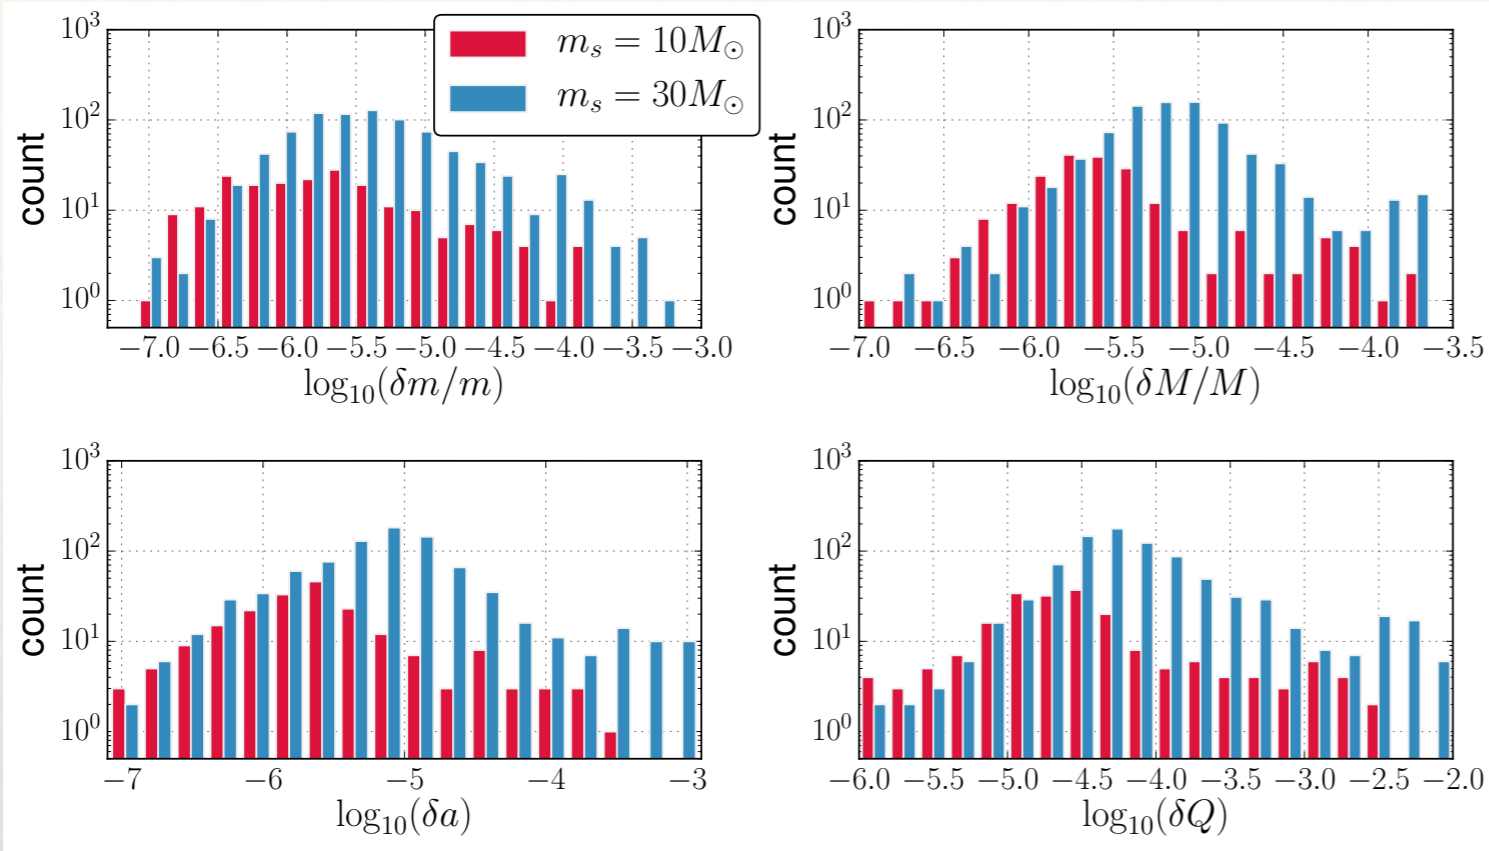 mₛ = 10M⊙
mₛ = 30M⊙
10³
10²
10¹
10⁰
count
−7.0 −6.5 −6.0 −5.5 −5.0 −4.5 −4.0 −3.5 −3.0
log₁₀(δm/m)
10³
10²
10¹
10⁰
count
−7.0 −6.5 −6.0 −5.5 −5.0 −4.5 −4.0 −3.5
log₁₀(δM/M)
10³
10²
10¹
10⁰
count
−7 −6 −5 −4 −3
log₁₀(δa)
10³
10²
10¹
10⁰
count
−6.0 −5.5 −5.0 −4.5 −4.0 −3.5 −3.0 −2.5 −2.0
log₁₀(δQ)